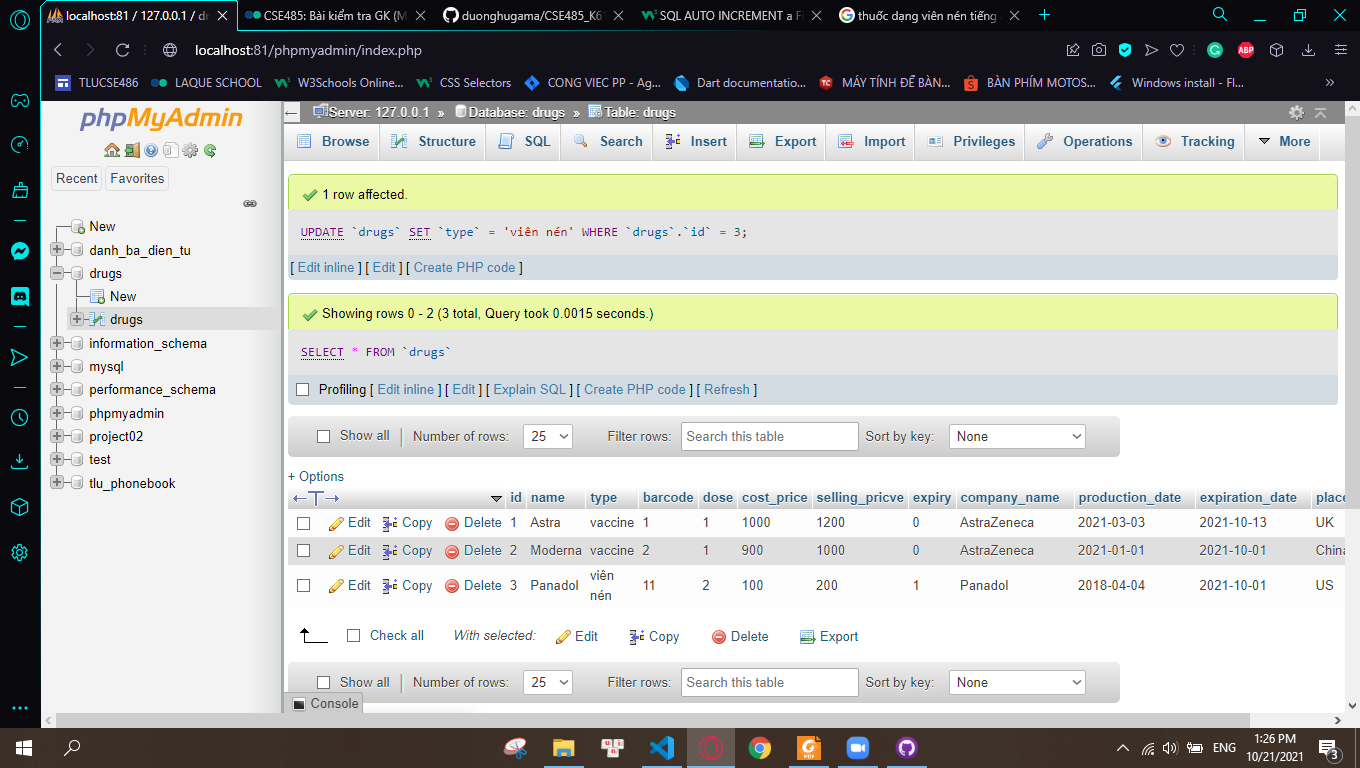 localhost:81 / 127.0.0.1 / dr
CSE485: Bài kiểm tra GK (M
duonghugama/CSE485_K61
SQL AUTO INCREMENT a Fi
thuốc dạng viên nén tiếng
localhost:81/phpmyadmin/index.php
ABP
TLUCSE486
LAQUE SCHOOL
W3Schools Online...
CSS Selectors
CONG VIEC PP - Ag...
Dart documentatio...
MÁY TÍNH ĐỂ BÀN...
BÀN PHÍM MOTOS...
Windows install - Fl...
»
phpMyAdmin
Recent
Favorites
New
danh_ba_dien_tu
drugs
New
drugs
information_schema
mysql
performance_schema
phpmyadmin
project02
test
tlu_phonebook
Server: 127.0.0.1 » Database: drugs » Table: drugs
Browse Structure SQL Search Insert Export Import Privileges Operations Tracking More
1 row affected.
UPDATE `drugs` SET `type` = 'viên nén' WHERE `drugs`.`id` = 3;
[ Edit inline ] [ Edit ] [ Create PHP code ]
Showing rows 0 - 2 (3 total, Query took 0.0015 seconds.)
SELECT * FROM `drugs`
Profiling [ Edit inline ] [ Edit ] [ Explain SQL ] [ Create PHP code ] [ Refresh ]
Show all Number of rows: 25 Filter rows: Search this table Sort by key: None
+ Options
id name type barcode dose cost_price selling_pricve expiry company_name production_date expiration_date place
Edit Copy Delete 1 Astra vaccine 1 1 1000 1200 0 AstraZeneca 2021-03-03 2021-10-13 UK
Edit Copy Delete 2 Moderna vaccine 2 1 900 1000 0 AstraZeneca 2021-01-01 2021-10-01 China
Edit Copy Delete 3 Panadol viên nén 11 2 100 200 1 Panadol 2018-04-04 2021-10-01 US
Check all With selected: Edit Copy Delete Export
Show all Number of rows: 25 Filter rows: Search this table Sort by key: None
Console
ENG
1:26 PM
10/21/2021
3